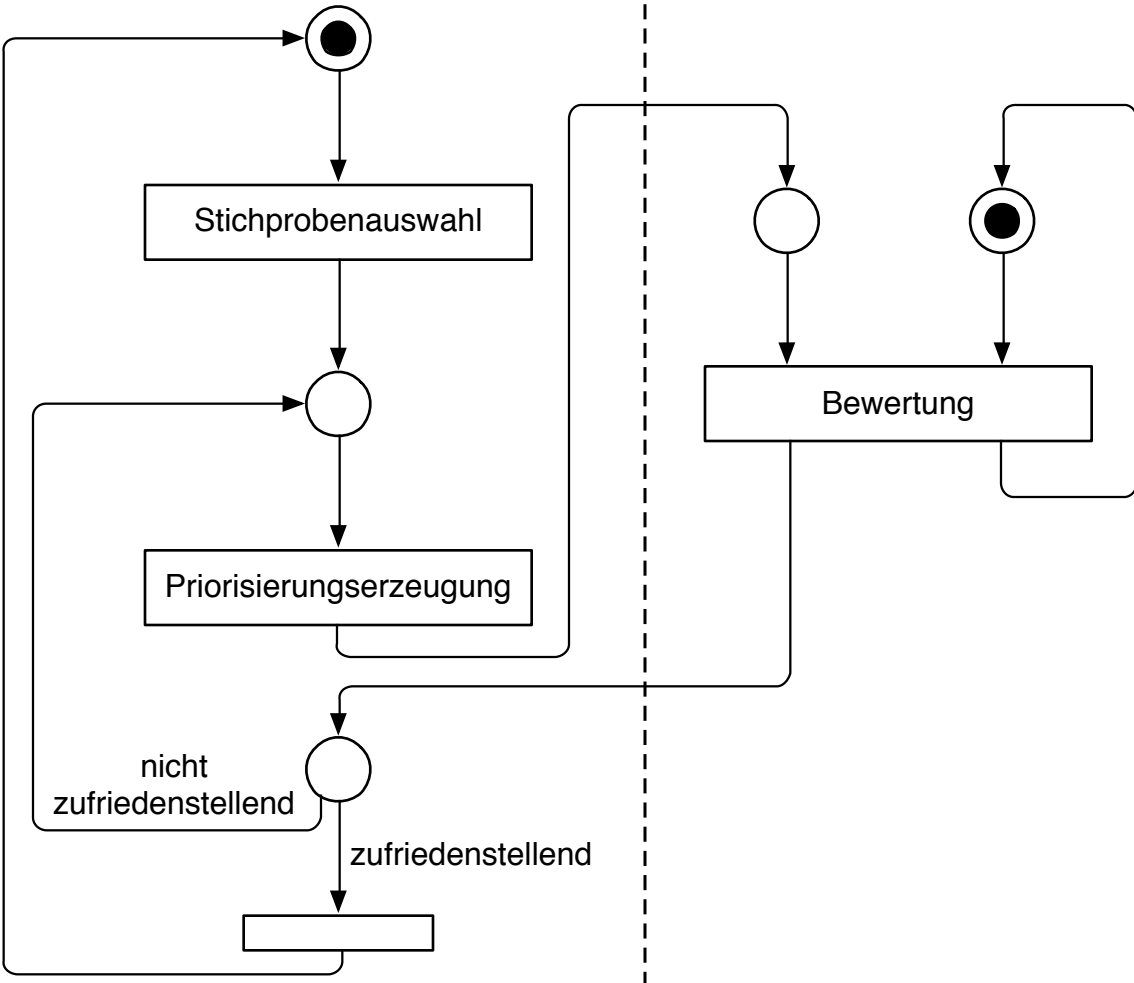 Stichprobenauswahl
Bewertung
Priorisierungserzeugung
nicht
zufriedenstellend
zufriedenstellend